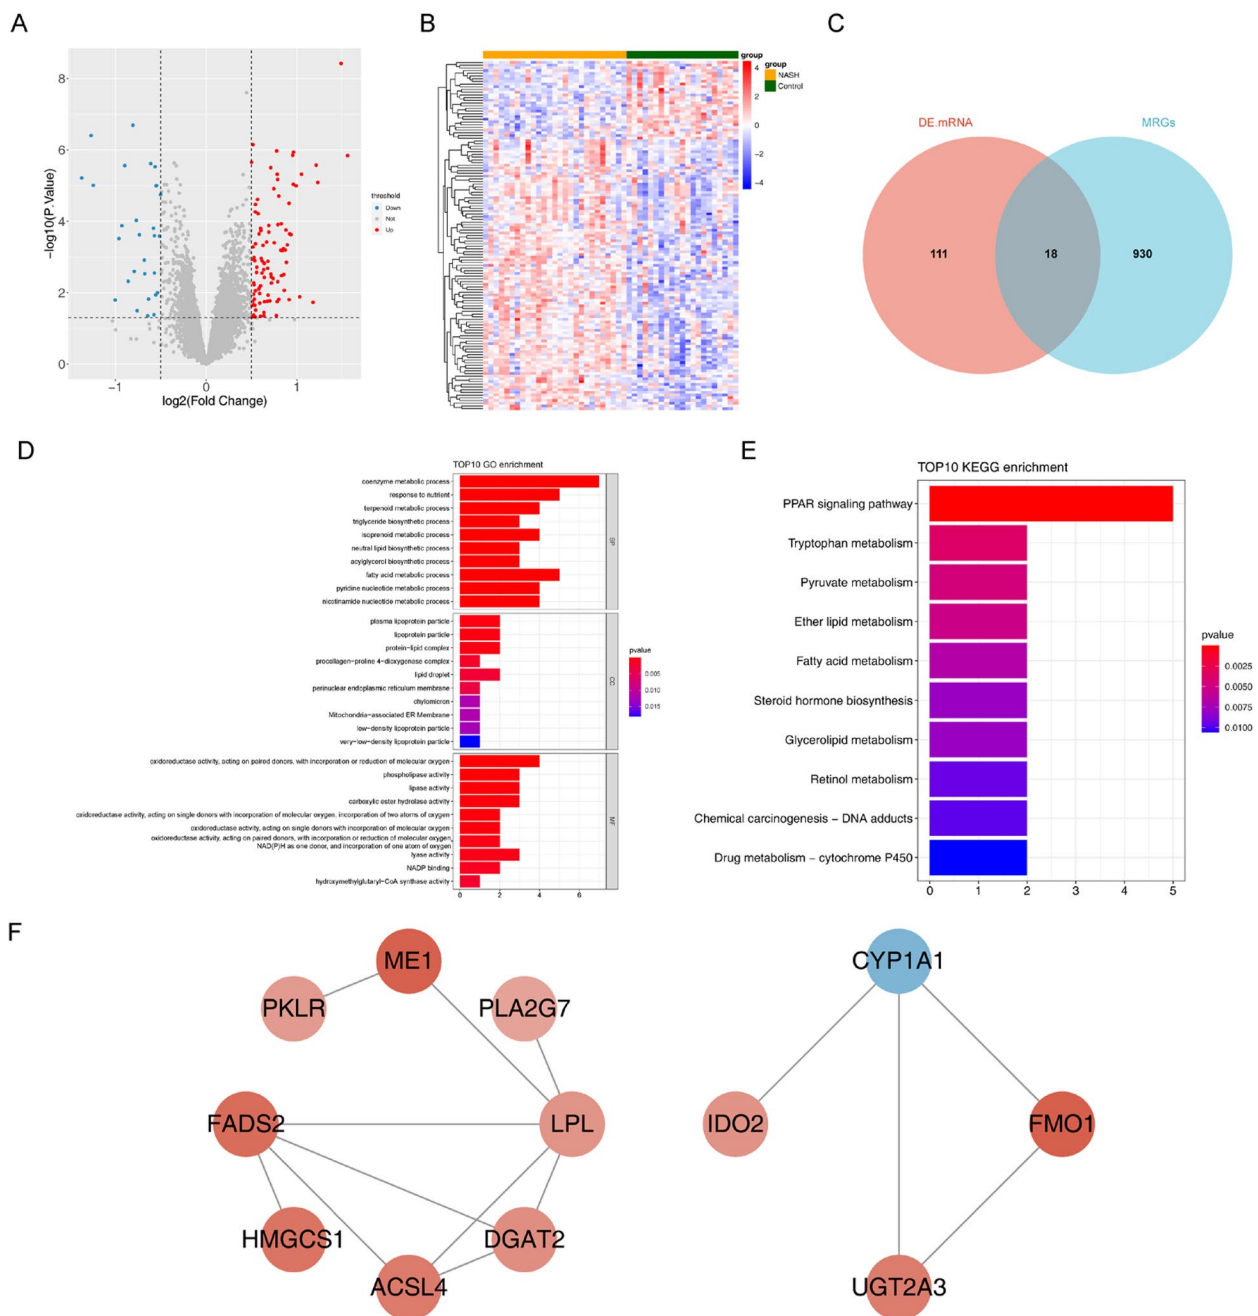 A
8
6
4
2
0
−log10(P.Value)
−1
0
1
log2(Fold Change)
threshold
Down
Not
Up
B
group
4
2
0
−2
−4
group
NASH
Control
C
DE.mRNA
MRGs
111
18
930
D
TOP10 GO enrichment
coenzyme metabolic process
response to nutrient
terpenoid metabolic process
triglyceride biosynthetic process
isoprenoid metabolic process
neutral lipid biosynthetic process
acylglycerol biosynthetic process
fatty acid metabolic process
pyridine nucleotide metabolic process
nicotinamide nucleotide metabolic process
BP
plasma lipoprotein particle
lipoprotein particle
protein−lipid complex
procollagen−proline 4−dioxygenase complex
lipid droplet
perinuclear endoplasmic reticulum membrane
chylomicron
Mitochondria−associated ER Membrane
low−density lipoprotein particle
very−low−density lipoprotein particle
CC
oxidoreductase activity, acting on paired donors, with incorporation or reduction of molecular oxygen
phospholipase activity
lipase activity
carboxylic ester hydrolase activity
oxidoreductase activity, acting on single donors with incorporation of molecular oxygen, incorporation of two atoms of oxygen
oxidoreductase activity, acting on single donors with incorporation of molecular oxygen
oxidoreductase activity, acting on paired donors, with incorporation or reduction of molecular oxygen,
NAD(P)H as one donor, and incorporation of one atom of oxygen
lyase activity
NADP binding
hydroxymethylglutaryl−CoA synthase activity
MF
0 2 4 6
pvalue
0.005
0.010
0.015
E
TOP10 KEGG enrichment
PPAR signaling pathway
Tryptophan metabolism
Pyruvate metabolism
Ether lipid metabolism
Fatty acid metabolism
Steroid hormone biosynthesis
Glycerolipid metabolism
Retinol metabolism
Chemical carcinogenesis − DNA adducts
Drug metabolism − cytochrome P450
0 1 2 3 4 5
pvalue
0.0025
0.0050
0.0075
0.0100
F
ME1
PKLR
PLA2G7
FADS2
LPL
HMGCS1
DGAT2
ACSL4
CYP1A1
IDO2
FMO1
UGT2A3